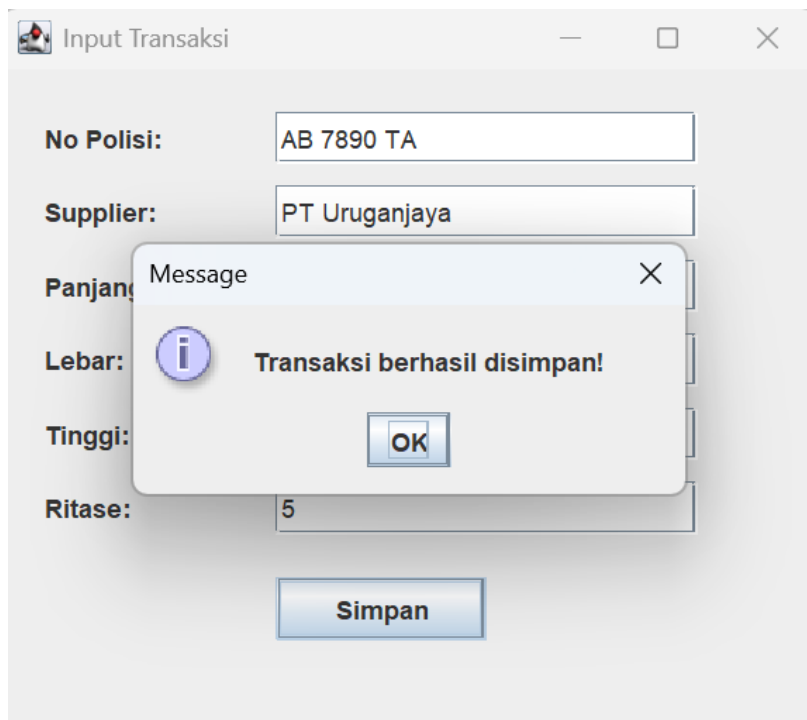 Input Transaksi
No Polisi: AB 7890 TA
Supplier: PT Uruganjaya
Message
Panjang
Lebar:
Transaksi berhasil disimpan!
Tinggi:
OK
Ritase: 5
Simpan